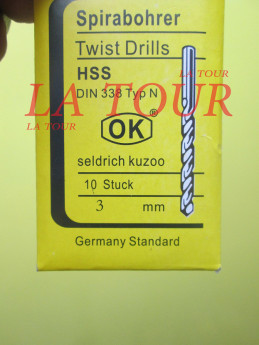 Spirabohrer
Twist Drills
LA TOUR
HSS
LA TOUR
DIN 338 Typ N
LA TOUR
OK ®
seldrich kuzoo
10 Stuck
3 mm
Germany Standard